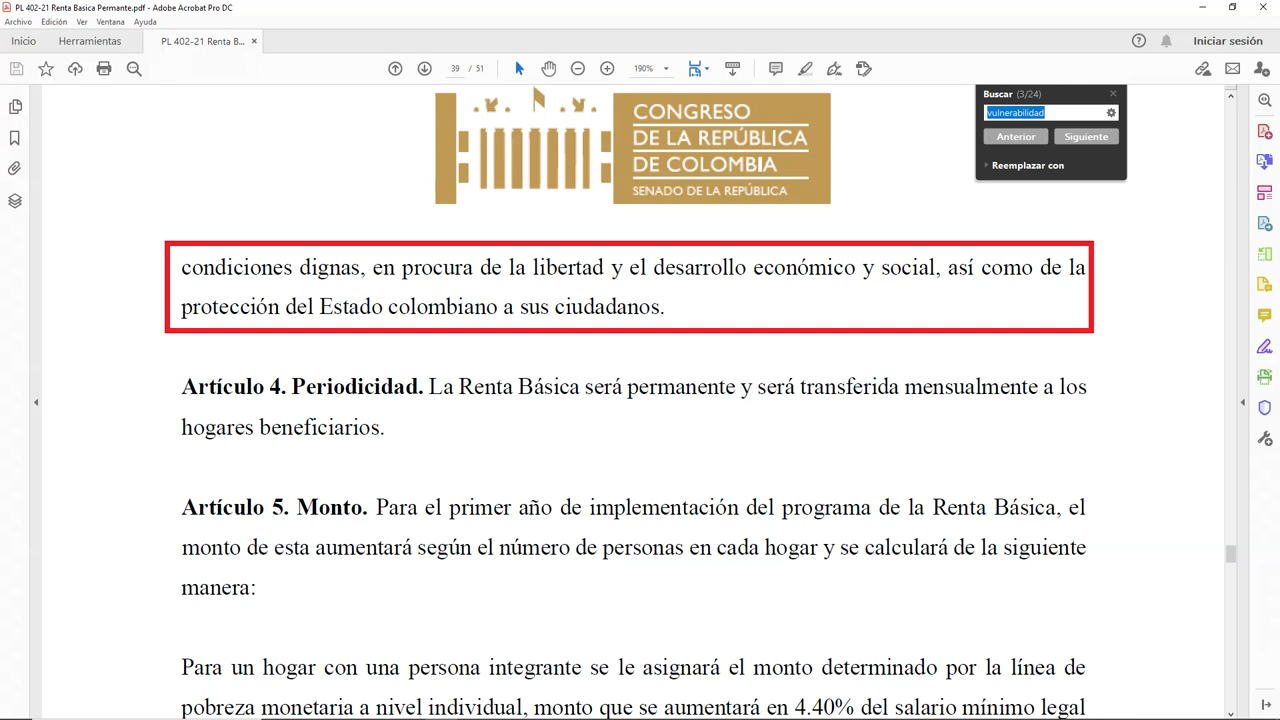 PL 402-21 Renta Basica Permante.pdf - Adobe Acrobat Pro DC
Archivo Edición Ver Ventana Ayuda
Inicio Herramientas PL 402-21 Renta B... × Iniciar sesión
39 / 51 190%
Buscar (3/24)
vulnerabilidad
Anterior Siguiente
Reemplazar con
CONGRESO
DE LA REPÚBLICA
DE COLOMBIA
SENADO DE LA REPÚBLICA
condiciones dignas, en procura de la libertad y el desarrollo económico y social, así como de la
protección del Estado colombiano a sus ciudadanos.
Artículo 4. Periodicidad. La Renta Básica será permanente y será transferida mensualmente a los
hogares beneficiarios.
Artículo 5. Monto. Para el primer año de implementación del programa de la Renta Básica, el
monto de esta aumentará según el número de personas en cada hogar y se calculará de la siguiente
manera:
Para un hogar con una persona integrante se le asignará el monto determinado por la línea de
pobreza monetaria a nivel individual, monto que se aumentará en 4.40% del salario mínimo legal